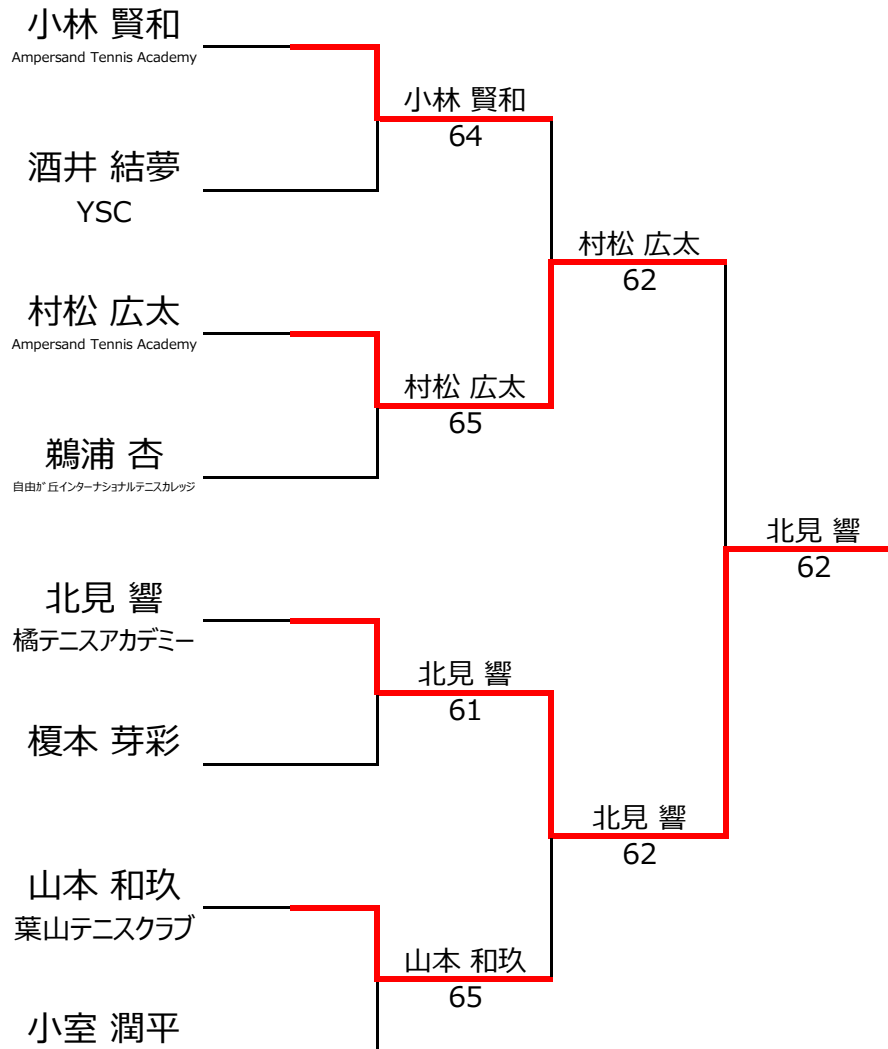 小林 賢和
Ampersand Tennis Academy
小林 賢和
64
酒井 結夢
YSC
村松 広太
62
村松 広太
Ampersand Tennis Academy
村松 広太
65
鵜浦 杏
自由が丘インターナショナルテニスカレッジ
北見 響
62
北見 響
橘テニスアカデミー
北見 響
61
榎本 芽彩
北見 響
62
山本 和玖
葉山テニスクラブ
山本 和玖
65
小室 潤平